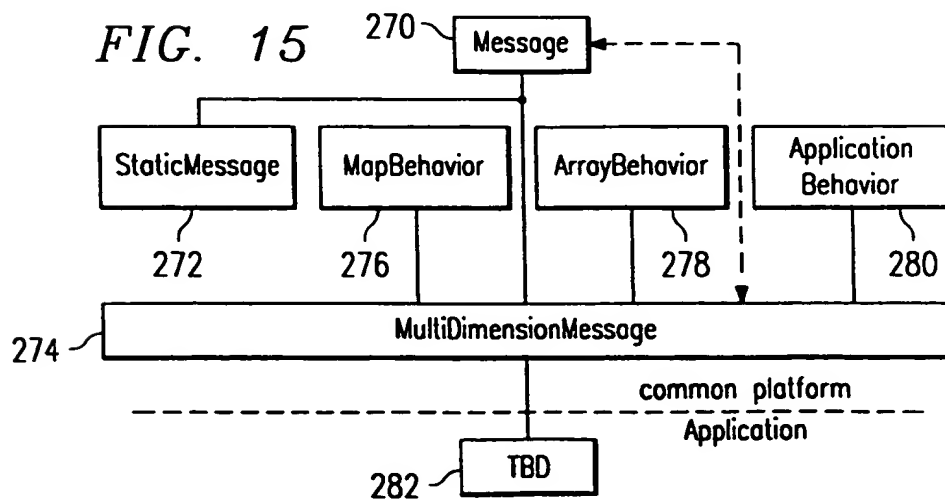 FIG. 15
270
Message
StaticMessage
MapBehavior
ArrayBehavior
Application
Behavior
272
276
278
280
MultiDimensionMessage
274
common platform
Application
TBD
282